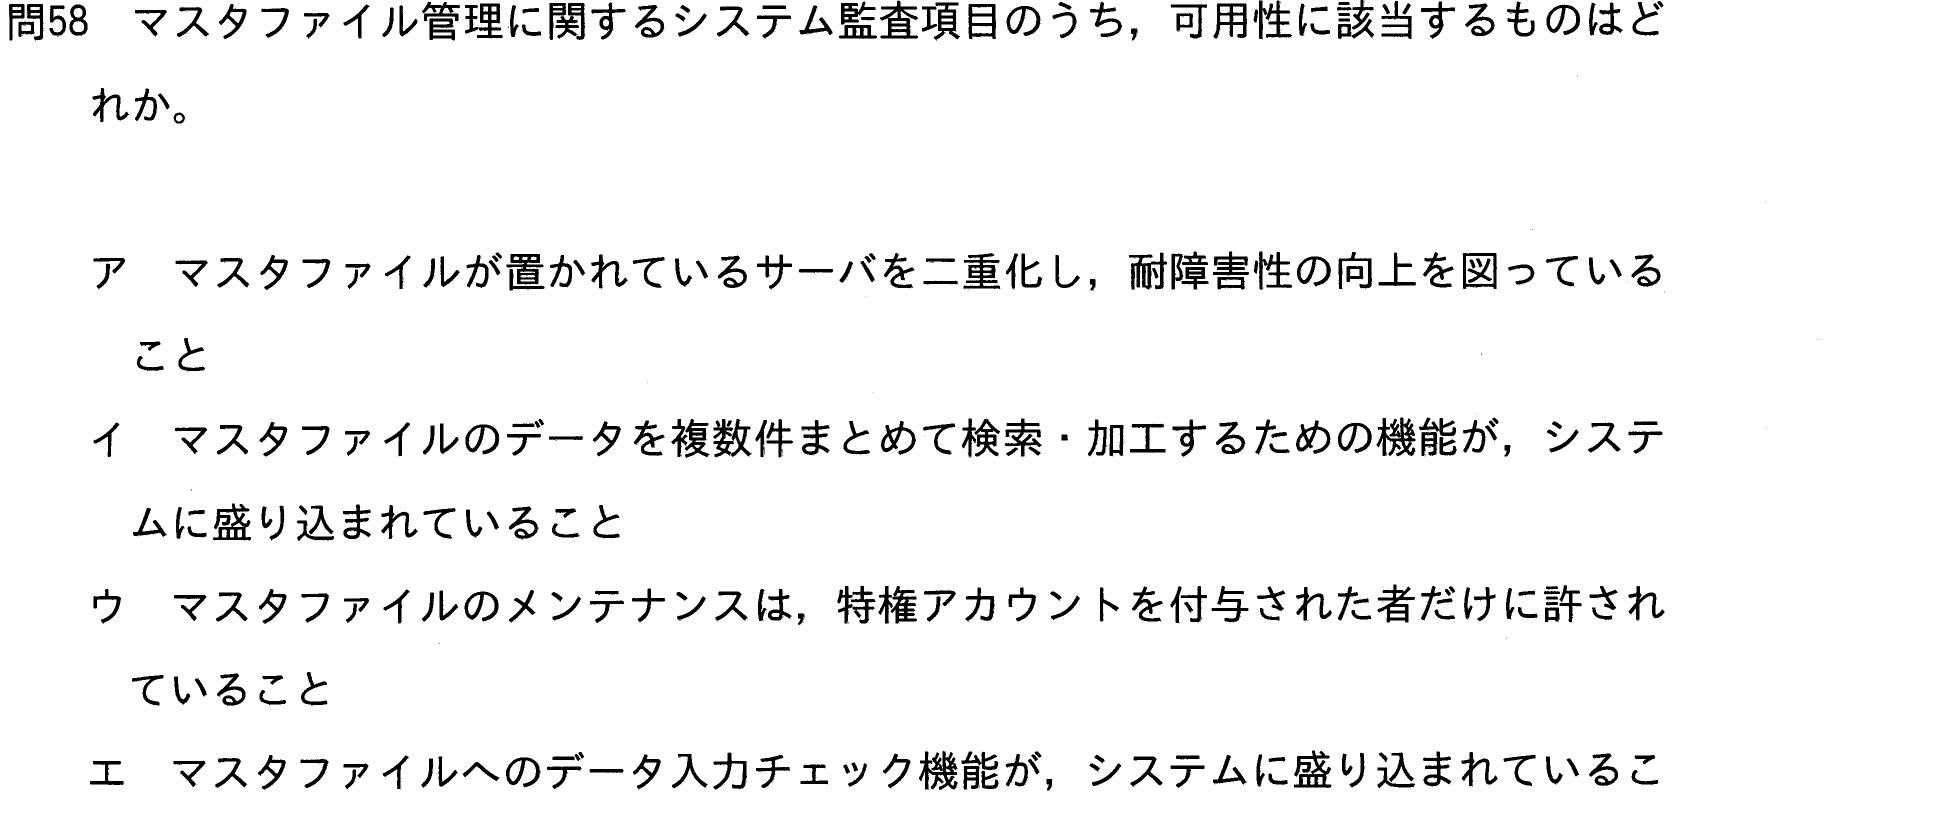 問58　マスタファイル管理に関するシステム監査項目のうち，可用性に該当するものはど
れか。
ア　マスタファイルが置かれているサーバを二重化し，耐障害性の向上を図っている
こと
イ　マスタファイルのデータを複数件まとめて検索・加工するための機能が，システ
ムに盛り込まれていること
ウ　マスタファイルのメンテナンスは，特権アカウントを付与された者だけに許され
ていること
エ　マスタファイルへのデータ入力チェック機能が，システムに盛り込まれているこ